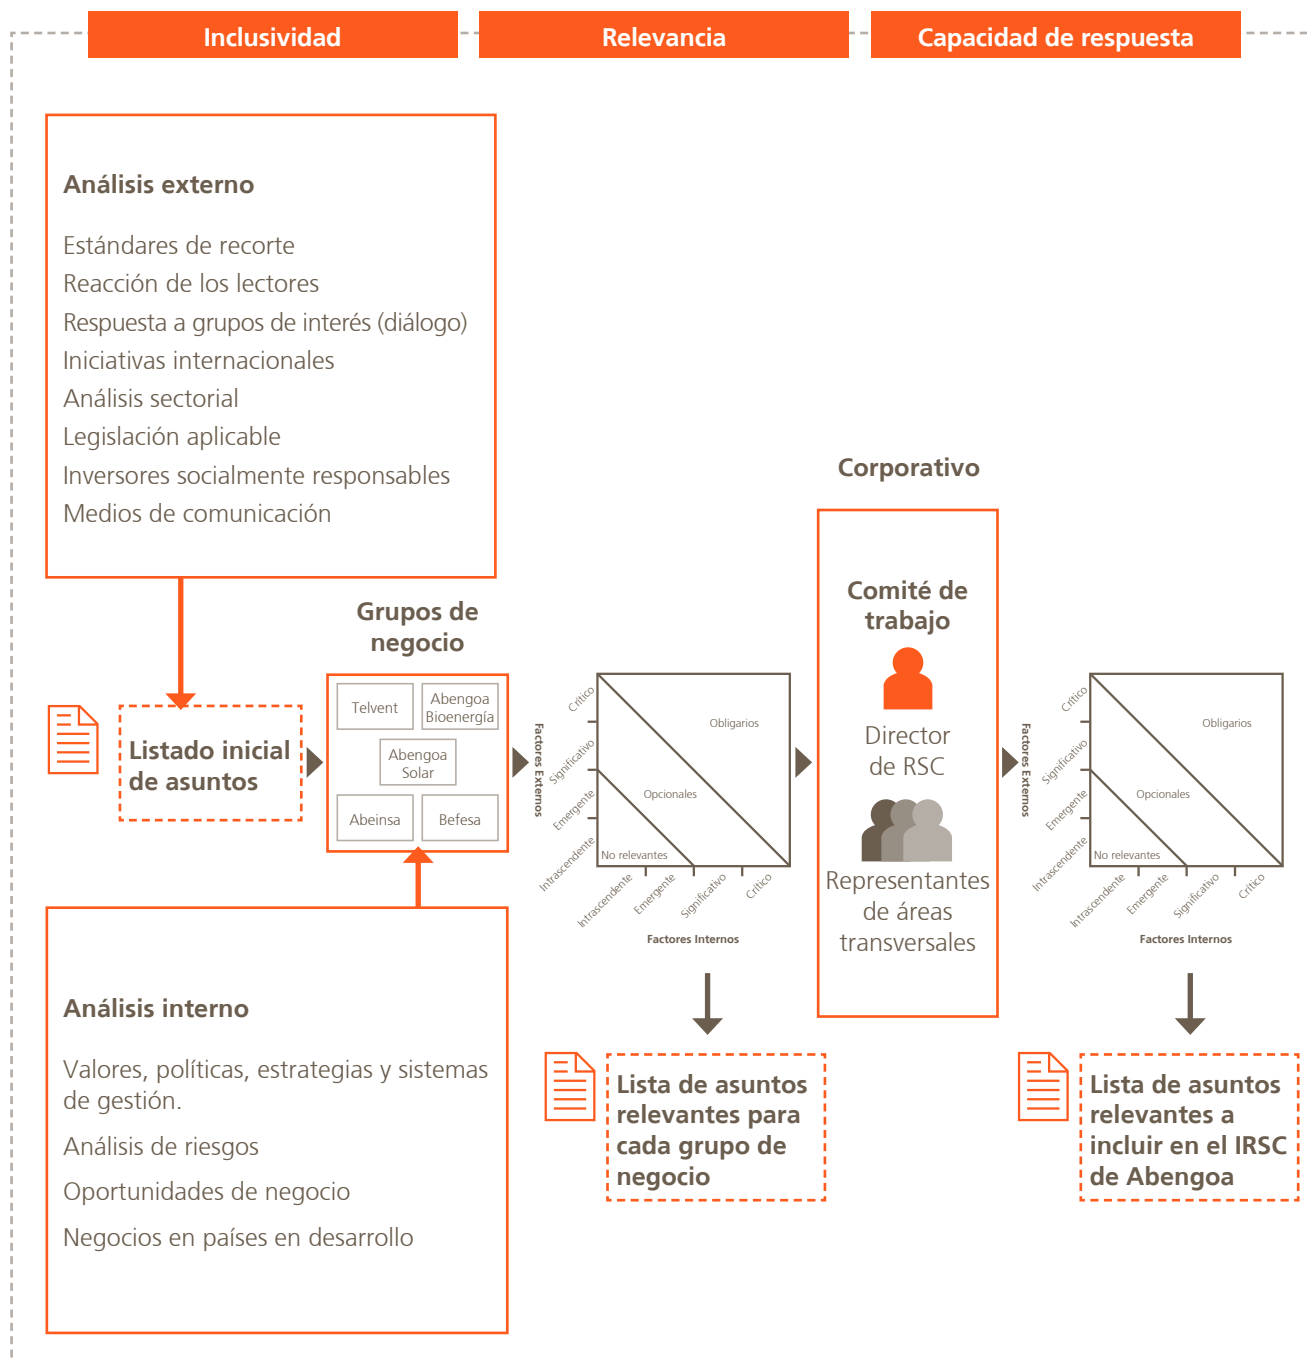 Inclusividad
Relevancia
Capacidad de respuesta
Análisis externo
Estándares de recorte
Reacción de los lectores
Respuesta a grupos de interés (diálogo)
Iniciativas internacionales
Análisis sectorial
Legislación aplicable
Inversores socialmente responsables
Medios de comunicación
Listado inicial
de asuntos
Grupos de
negocio
Telvent
Abengoa
Bioenergía
Abengoa
Solar
Abeinsa
Befesa
Análisis interno
Valores, políticas, estrategias y sistemas
de gestión.
Análisis de riesgos
Oportunidades de negocio
Negocios en países en desarrollo
Factores Externos
Crítico
Significativo
Emergente
Intrascendente
Obligarios
Opcionales
No relevantes
Intrascendente
Emergente
Significativo
Crítico
Factores Internos
Lista de asuntos
relevantes para
cada grupo de
negocio
Corporativo
Comité de
trabajo
Director
de RSC
Representantes
de áreas
transversales
Factores Externos
Crítico
Significativo
Emergente
Intrascendente
Obligarios
Opcionales
No relevantes
Intrascendente
Emergente
Significativo
Crítico
Factores Internos
Lista de asuntos
relevantes a
incluir en el IRSC
de Abengoa